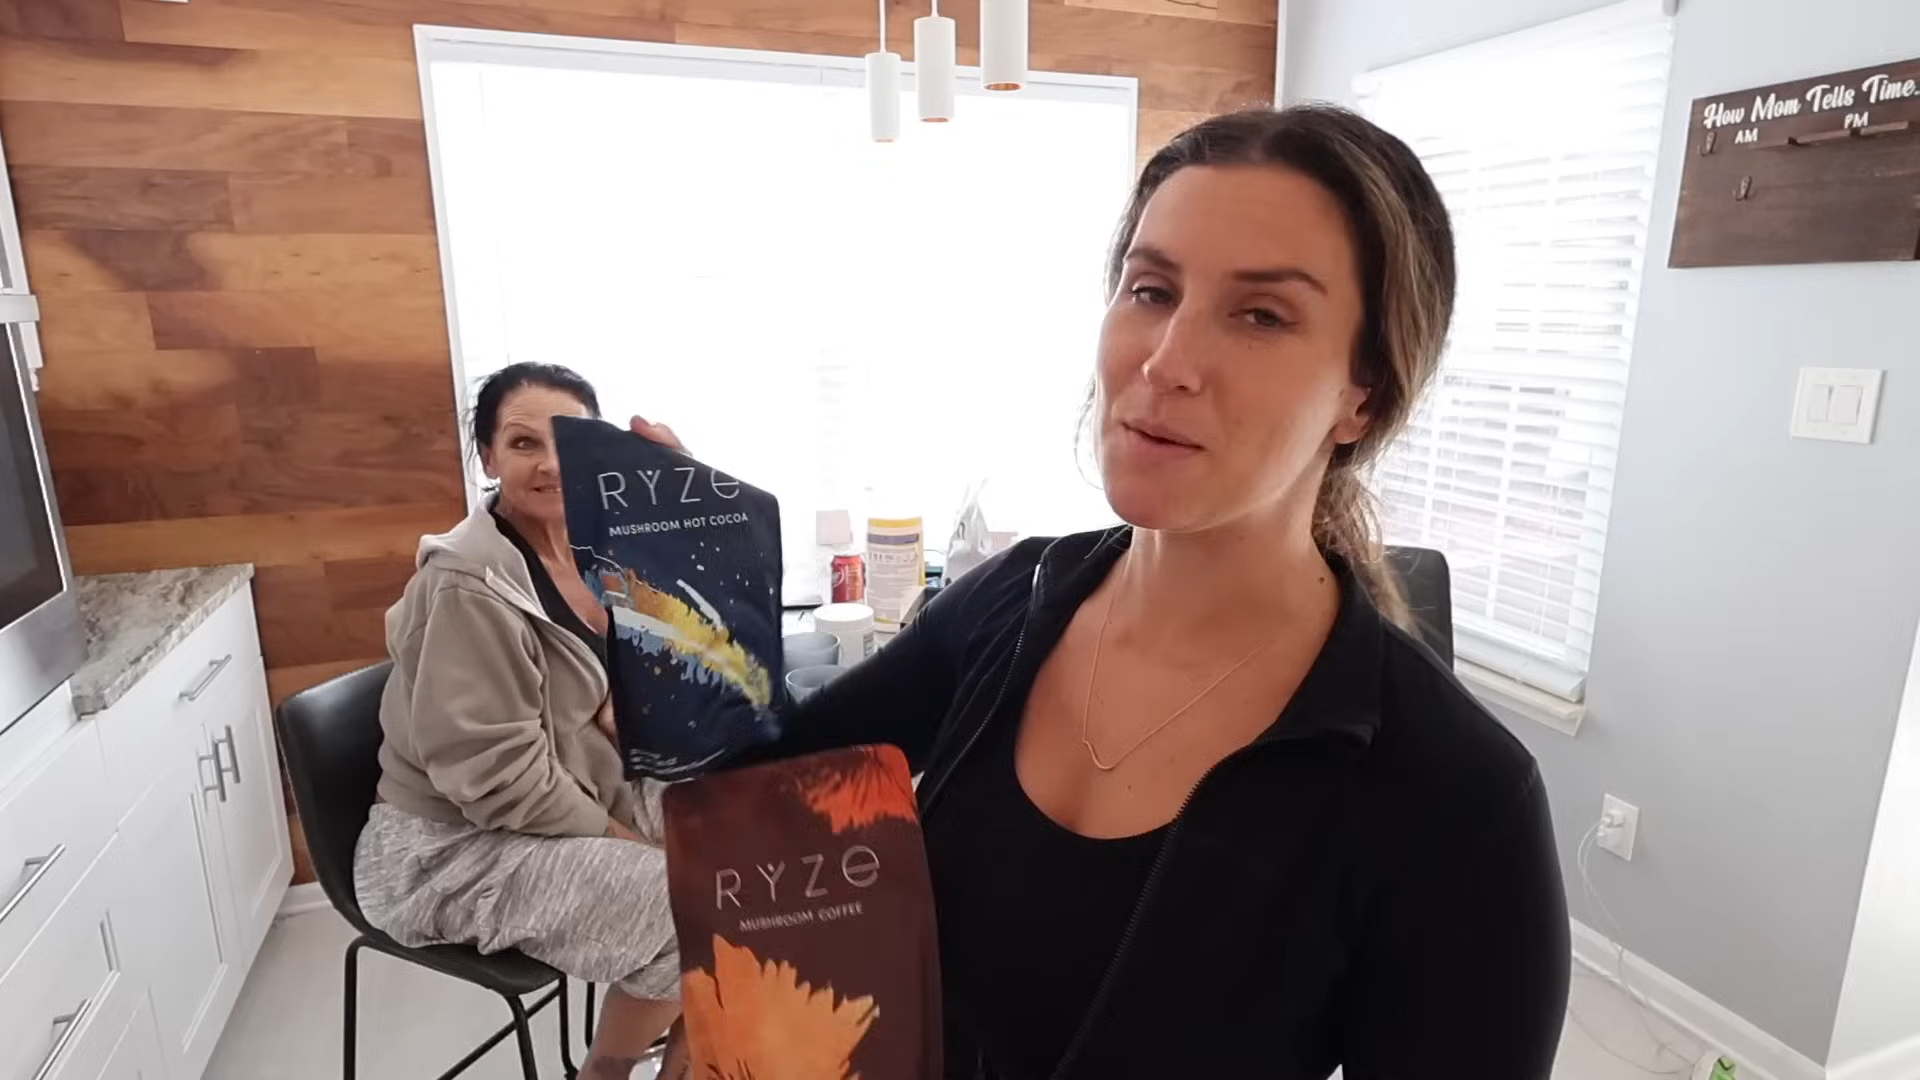 How Mom Tells Time...
AM
PM
RYZE
MUSHROOM HOT COCOA
RYZE
MUSHROOM COFFEE